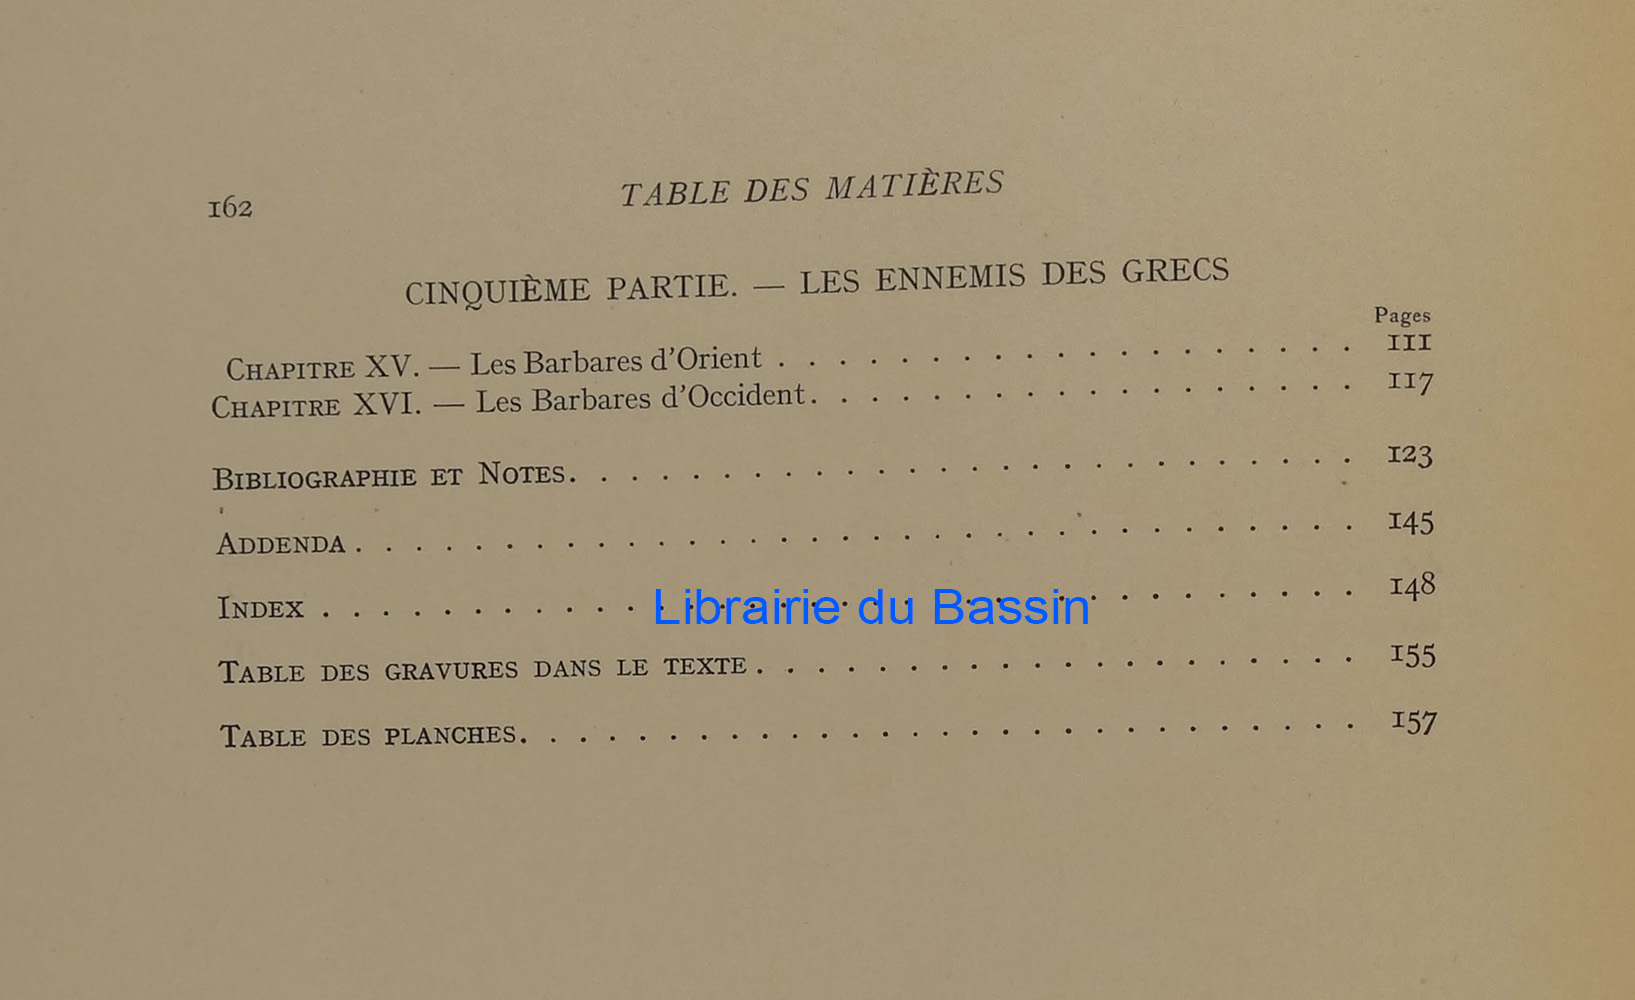 162
TABLE DES MATIÈRES
CINQUIÈME PARTIE. — LES ENNEMIS DES GRECS
Pages
CHAPITRE XV. — Les Barbares d'Orient . . . . . . . . . . . . . . . . . . . 111
CHAPITRE XVI. — Les Barbares d'Occident. . . . . . . . . . . . . . . . . . . 117
BIBLIOGRAPHIE ET NOTES. . . . . . . . . . . . . . . . . . . . . . . . . . 123
ADDENDA . . . . . . . . . . . . . . . . . . . . . . . . . . . . . . . . . 145
INDEX . . . . . . . . . . . . . . . . . . . . . . . . . . . . . . . . . . 148
Librairie du Bassin
TABLE DES GRAVURES DANS LE TEXTE . . . . . . . . . . . . . . . . . . . . 155
TABLE DES PLANCHES. . . . . . . . . . . . . . . . . . . . . . . . . . . . 157